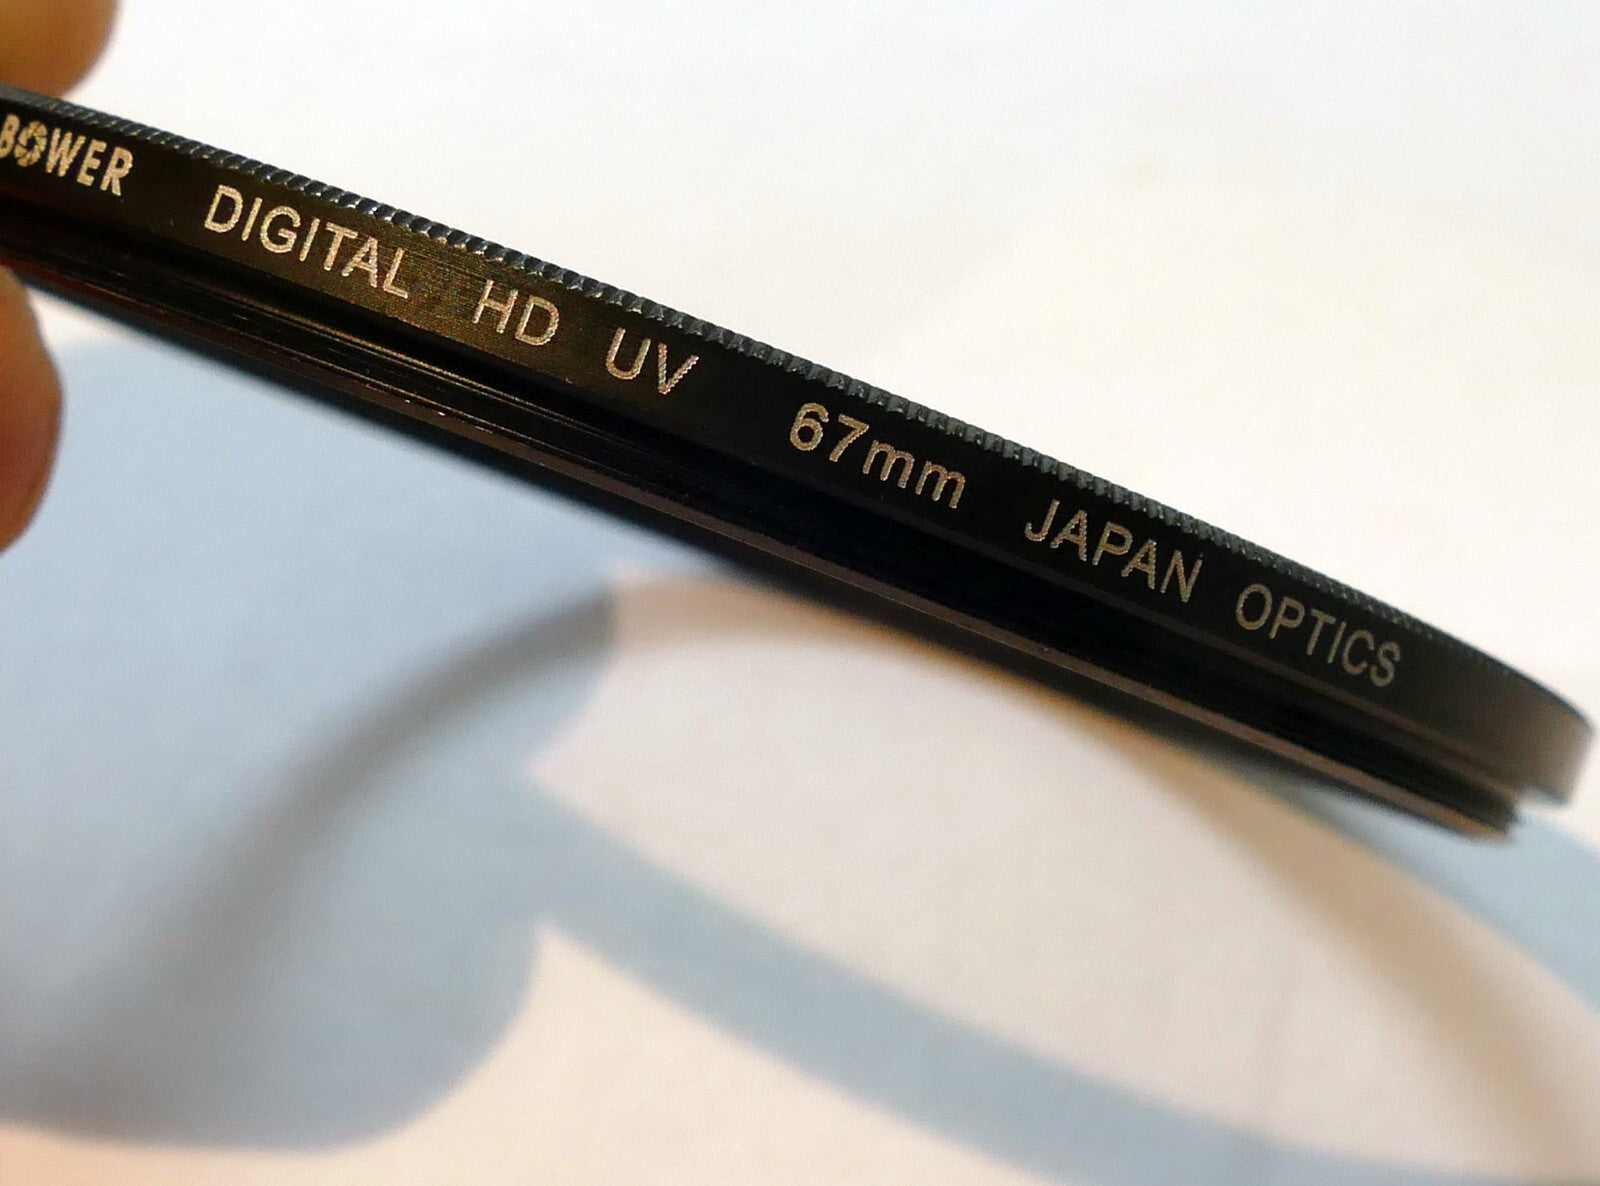 BOWER DIGITAL HD UV 67mm JAPAN OPTICS